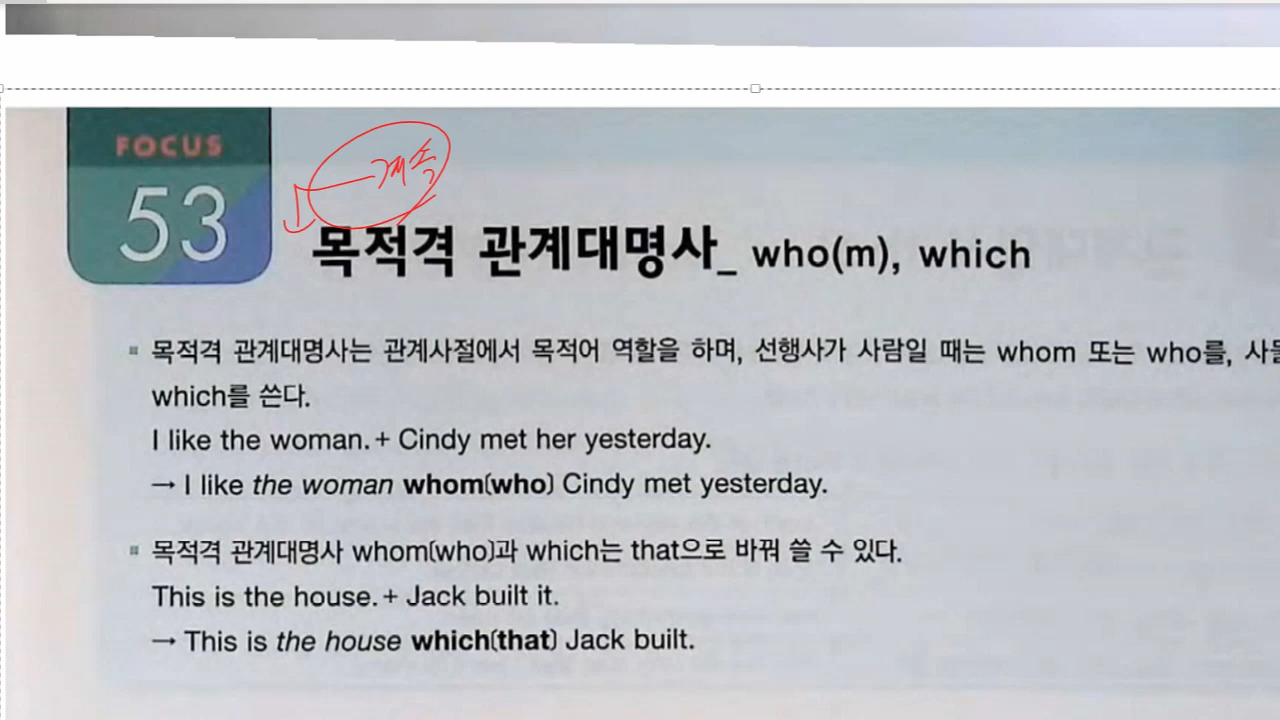 FOCUS
53
계속
목적격 관계대명사_ who(m), which
목적격 관계대명사는 관계사절에서 목적어 역할을 하며, 선행사가 사람일 때는 whom 또는 who를,
which를 쓴다.
I like the woman. + Cindy met her yesterday.
→ I like the woman whom(who) Cindy met yesterday.
목적격 관계대명사 whom(who)과 which는 that으로 바꿔 쓸 수 있다.
This is the house. + Jack built it.
→ This is the house which(that) Jack built.